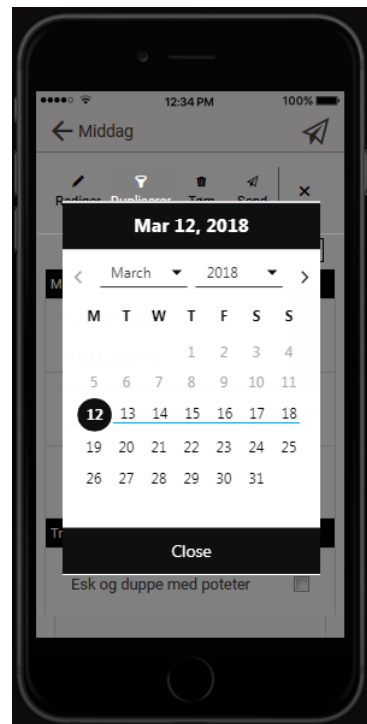 12:34 PM 100%
Middag
Rediger Dupliserer Tøm Send
Mar 12, 2018
M
March 2018
M T W T F S S
1 2 3 4
5 6 7 8 9 10 11
12 13 14 15 16 17 18
19 20 21 22 23 24 25
26 27 28 29 30 31
Tr
Close
Esk og duppe med poteter